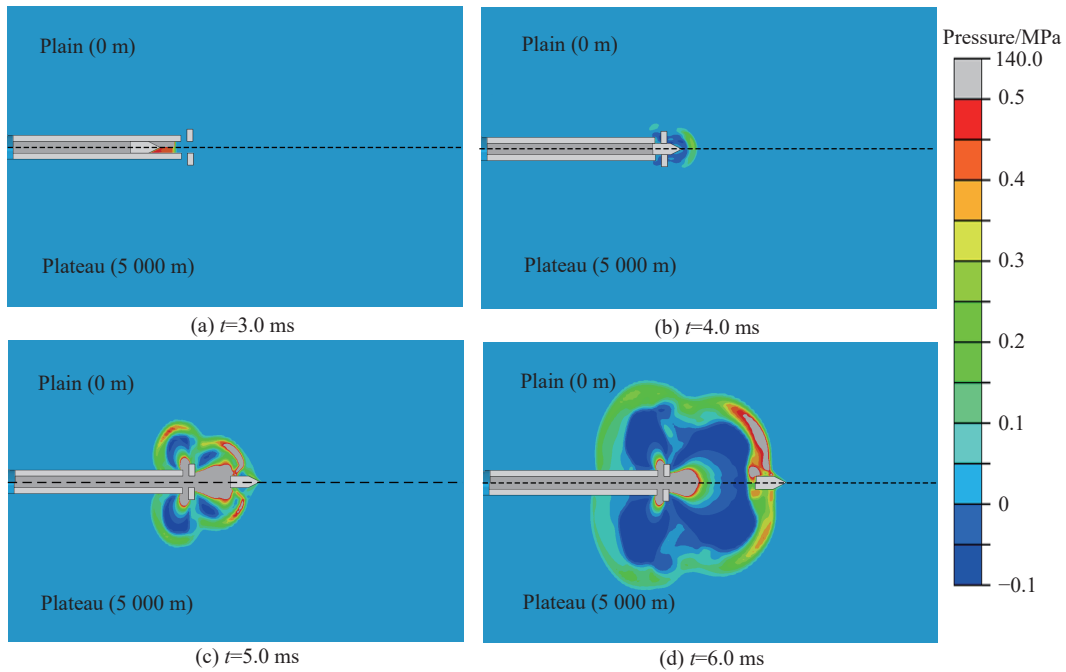 Plain (0 m)
Plateau (5 000 m)
(a) t=3.0 ms
Plain (0 m)
Plateau (5 000 m)
(b) t=4.0 ms
Pressure/MPa
140.0
0.5
0.4
0.3
0.2
0.1
0
−0.1
Plain (0 m)
Plateau (5 000 m)
(c) t=5.0 ms
Plain (0 m)
Plateau (5 000 m)
(d) t=6.0 ms